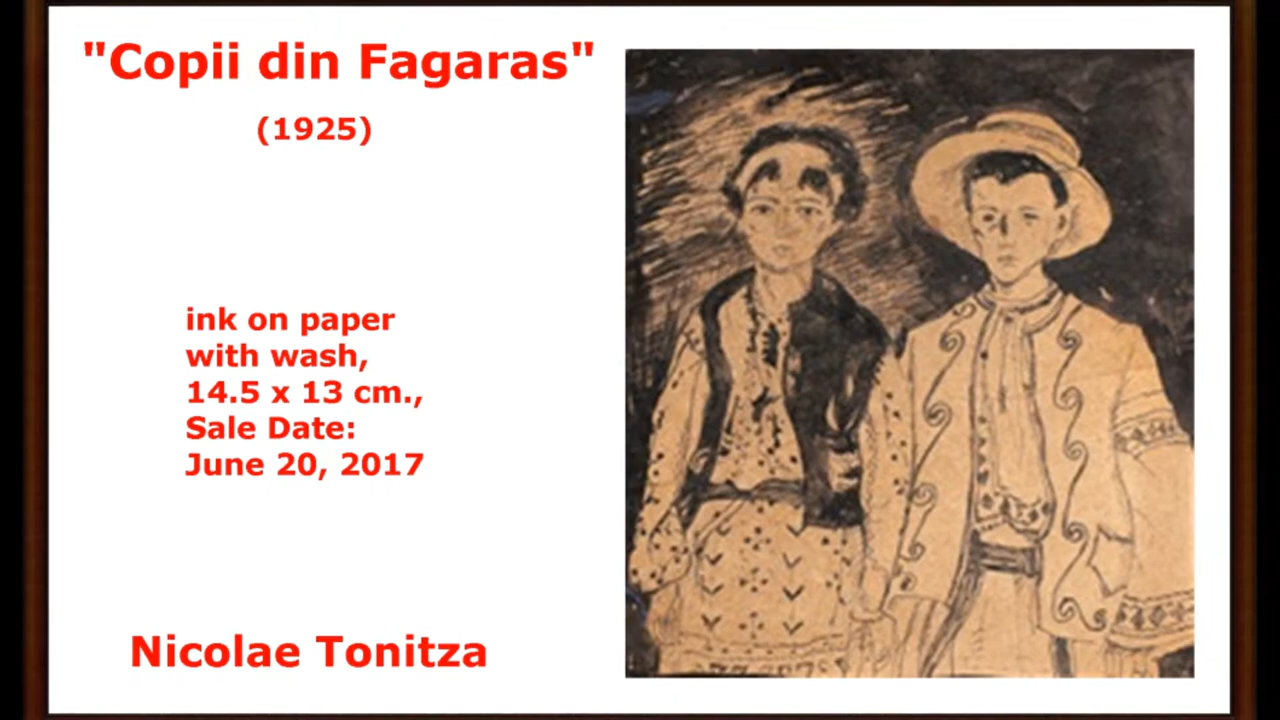 "Copii din Fagaras"
(1925)
ink on paper
with wash,
14.5 x 13 cm.,
Sale Date:
June 20, 2017
Nicolae Tonitza